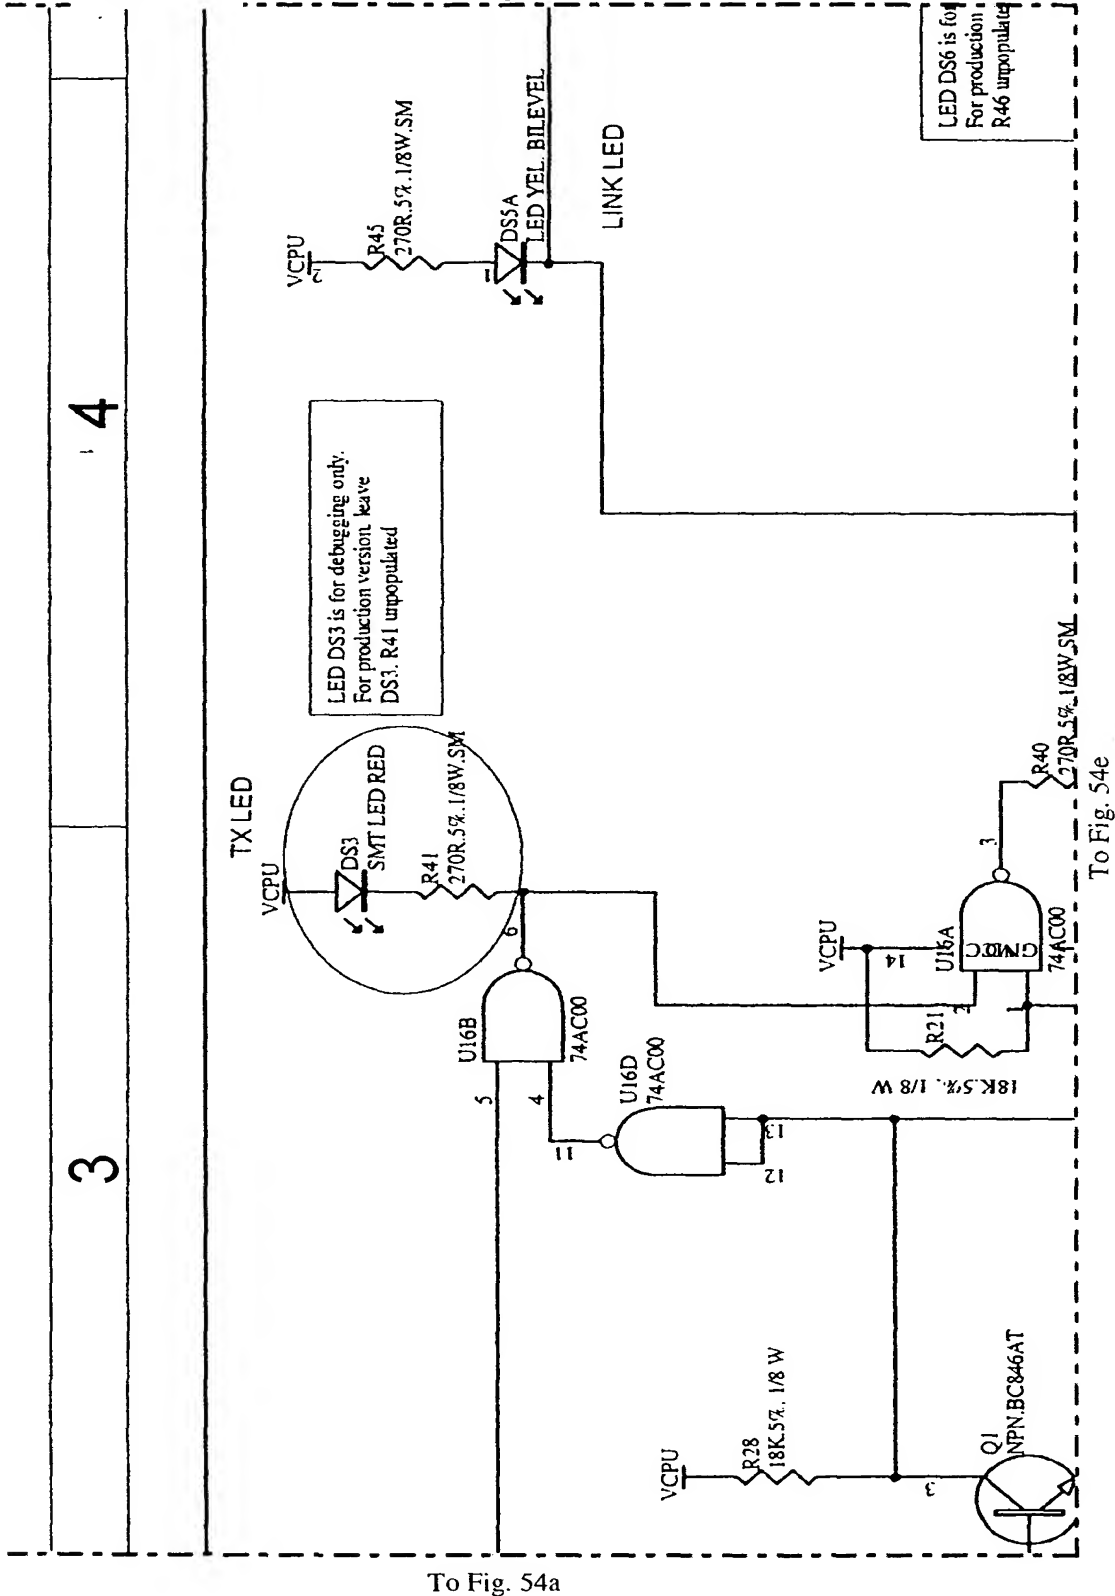 4
3
LED DS6 is for
For production
R46 unpopulate
VCPU
2
R45
270R.5%.1/8W.SM
1
DS5A
LED YEL. BILEVEL
LINK LED
LED DS3 is for debugging only.
For production version leave
DS3. R41 unpopulated
TX LED
VCPU
DS3
SMT LED RED
R41
270R.5%.1/8W.SM
6
U16B
74AC00
5
4
U16D
74AC00
11
13
12
VCPU
14
U16A
74AC00
3
R40
270R.5%.1/8W.SM
2
1
R21
18K.5%., 1/8 W
VCPU
R28
18K.5%., 1/8 W
3
Q1
NPN.BC846AT
To Fig. 54e
To Fig. 54a